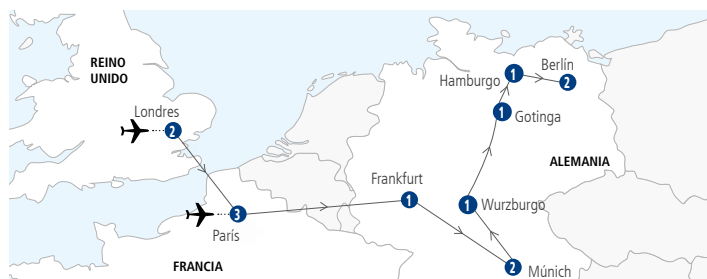 REINO
UNIDO
Londres
2
3
París
FRANCIA
Frankfurt
1
Hamburgo
1
Berlín
2
1
Gotinga
ALEMANIA
1
Wurzburgo
2
Múnich